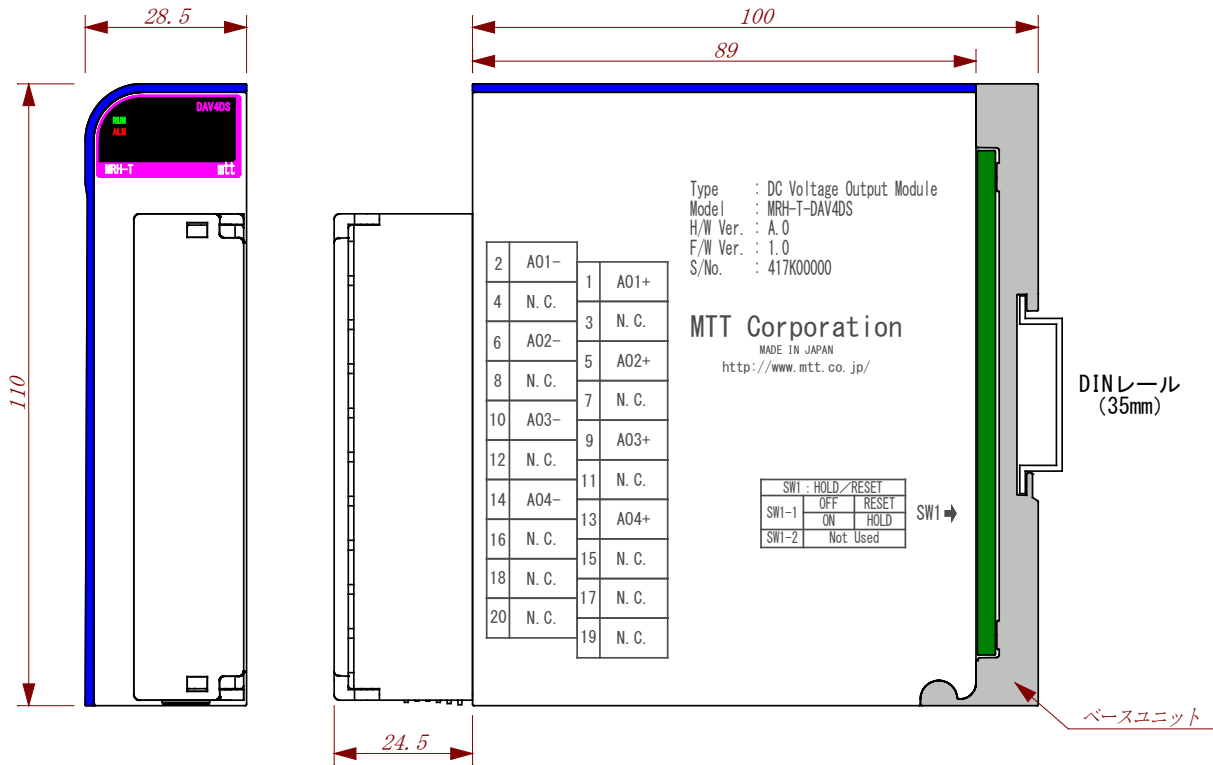 28.5
100
89
110
24.5
DAV4DS
RUN
ALM
MRH-T mtt
Type : DC Voltage Output Module
Model : MRH-T-DAV4DS
H/W Ver. : A.0
F/W Ver. : 1.0
S/No. : 417K00000
MTT Corporation
MADE IN JAPAN
http://www.mtt.co.jp/
2 AO1-
4 N.C.
6 AO2-
8 N.C.
10 AO3-
12 N.C.
14 AO4-
16 N.C.
18 N.C.
20 N.C.
1 AO1+
3 N.C.
5 AO2+
7 N.C.
9 AO3+
11 N.C.
13 AO4+
15 N.C.
17 N.C.
19 N.C.
SW1：HOLD／RESET
SW1-1 OFF RESET
ON HOLD
SW1-2 Not Used
SW1➡
DINレール
(35mm)
ベースユニット